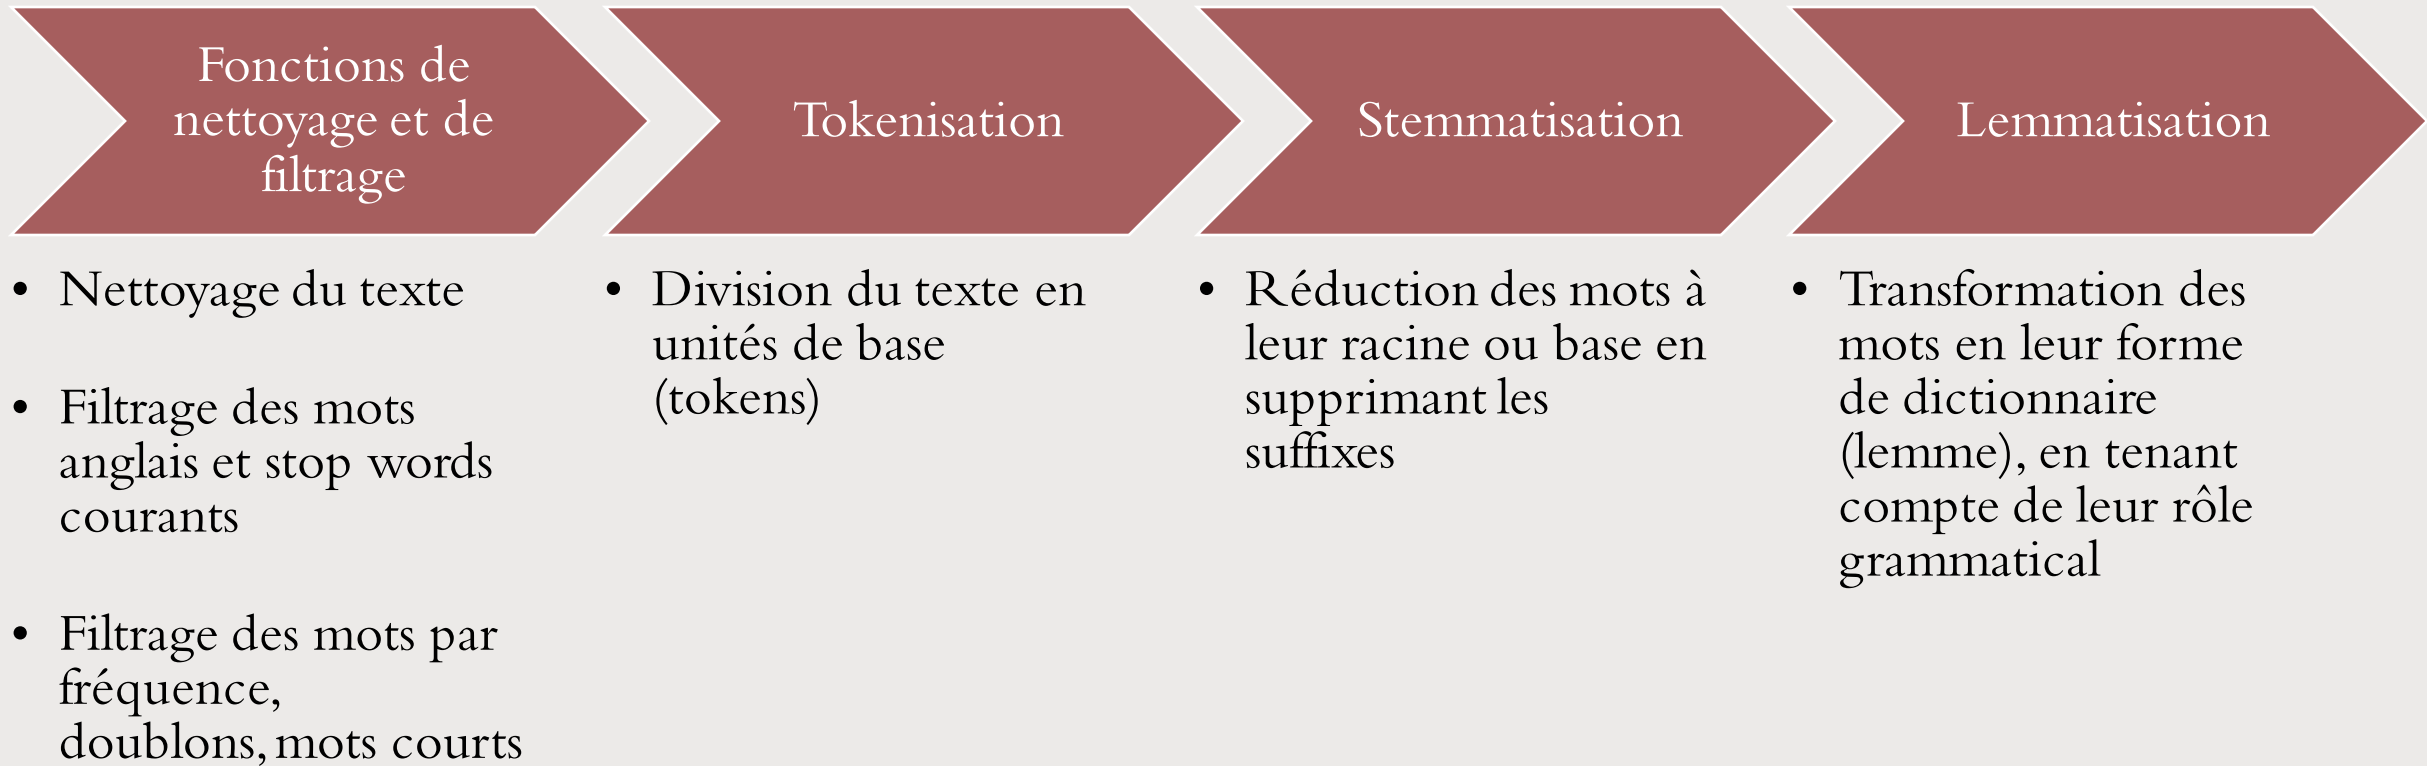 Fonctions de
nettoyage et de
filtrage
Tokenisation
Stemmatisation
Lemmatisation
• Nettoyage du texte
• Filtrage des mots
anglais et stop words
courants
• Filtrage des mots par
fréquence,
doublons, mots courts
• Division du texte en
unités de base
(tokens)
• Réduction des mots à
leur racine ou base en
supprimant les
suffixes
• Transformation des
mots en leur forme
de dictionnaire
(lemme), en tenant
compte de leur rôle
grammatical